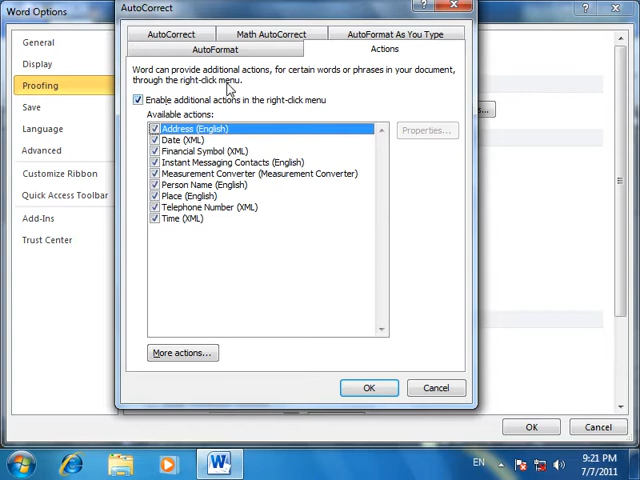 Word Options
AutoCorrect
General
Display
Proofing
Save
Language
Advanced
Customize Ribbon
Quick Access Toolbar
Add-Ins
Trust Center
AutoCorrect
Math AutoCorrect
AutoFormat As You Type
AutoFormat
Actions
Word can provide additional actions, for certain words or phrases in your document,
through the right-click menu.
Enable additional actions in the right-click menu
Available actions:
Address (English)
Date (XML)
Financial Symbol (XML)
Instant Messaging Contacts (English)
Measurement Converter (Measurement Converter)
Person Name (English)
Place (English)
Telephone Number (XML)
Time (XML)
Properties...
More actions...
OK
Cancel
OK
Cancel
EN
9:21 PM
7/7/2011